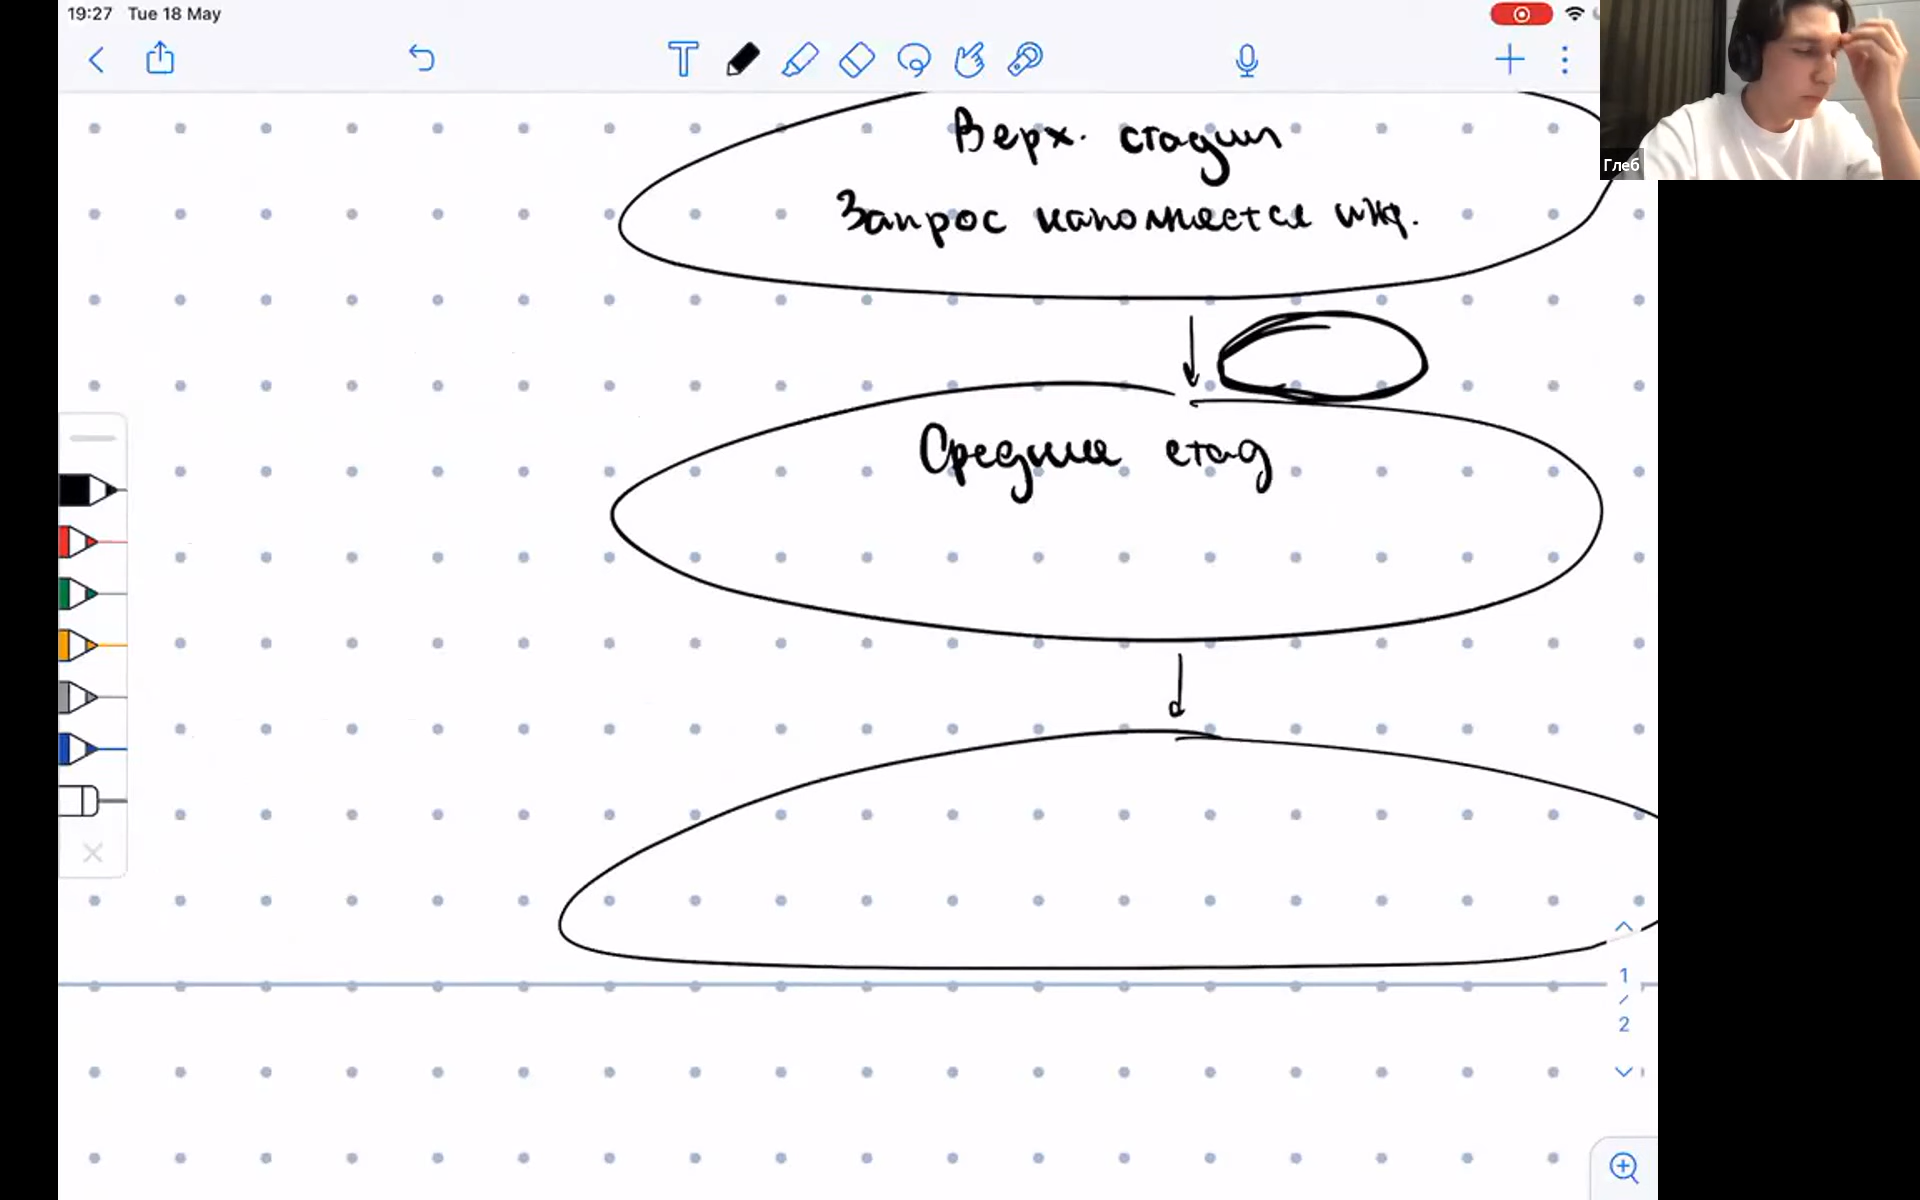 19:27 Tue 18 May
Глеб
Верх. стадии
Запрос наполняется инф.
Средние стад
1
/
2